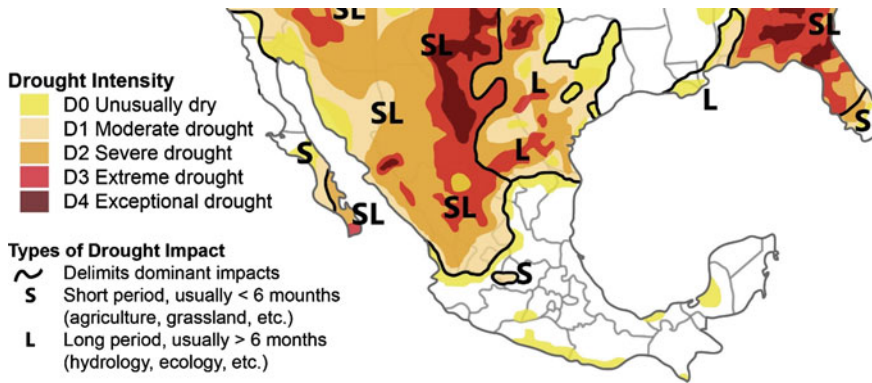 SL
SL
SL
L
Drought Intensity
D0 Unusually dry
D1 Moderate drought
D2 Severe drought
D3 Extreme drought
D4 Exceptional drought
SL
L
S
S
L
SL
SL
Types of Drought Impact
Delimits dominant impacts
S
S Short period, usually < 6 mounths
(agriculture, grassland, etc.)
L Long period, usually > 6 months
(hydrology, ecology, etc.)